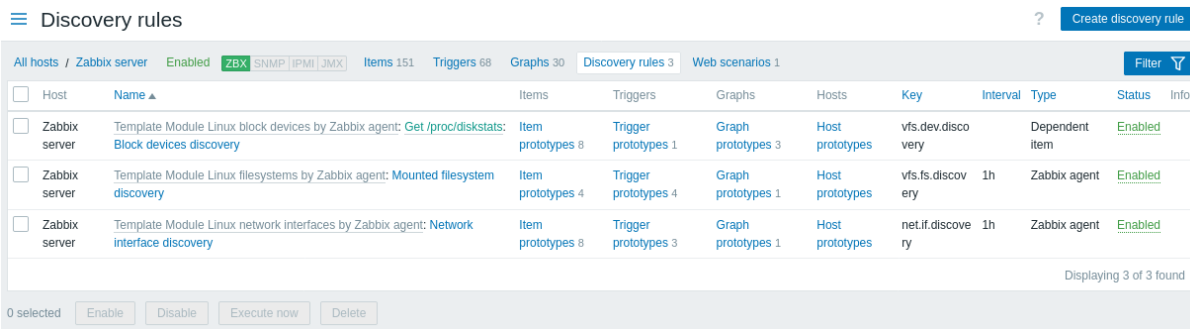 Discovery rules ? Create discovery rule
All hosts / Zabbix server Enabled ZBX SNMP IPMI JMX Items 151 Triggers 68 Graphs 30 Discovery rules 3 Web scenarios 1 Filter
Host Name Items Triggers Graphs Hosts Key Interval Type Status Info
Zabbix Template Module Linux block devices by Zabbix agent: Get /proc/diskstats: Item Trigger Graph Host vfs.dev.disco Dependent Enabled
server Block devices discovery prototypes 8 prototypes 1 prototypes 3 prototypes very item
Zabbix Template Module Linux filesystems by Zabbix agent: Mounted filesystem Item Trigger Graph Host vfs.fs.discov 1h Zabbix agent Enabled
server discovery prototypes 4 prototypes 4 prototypes 1 prototypes ery
Zabbix Template Module Linux network interfaces by Zabbix agent: Network Item Trigger Graph Host net.if.discove 1h Zabbix agent Enabled
server interface discovery prototypes 8 prototypes 3 prototypes 1 prototypes ry
Displaying 3 of 3 found
0 selected Enable Disable Execute now Delete